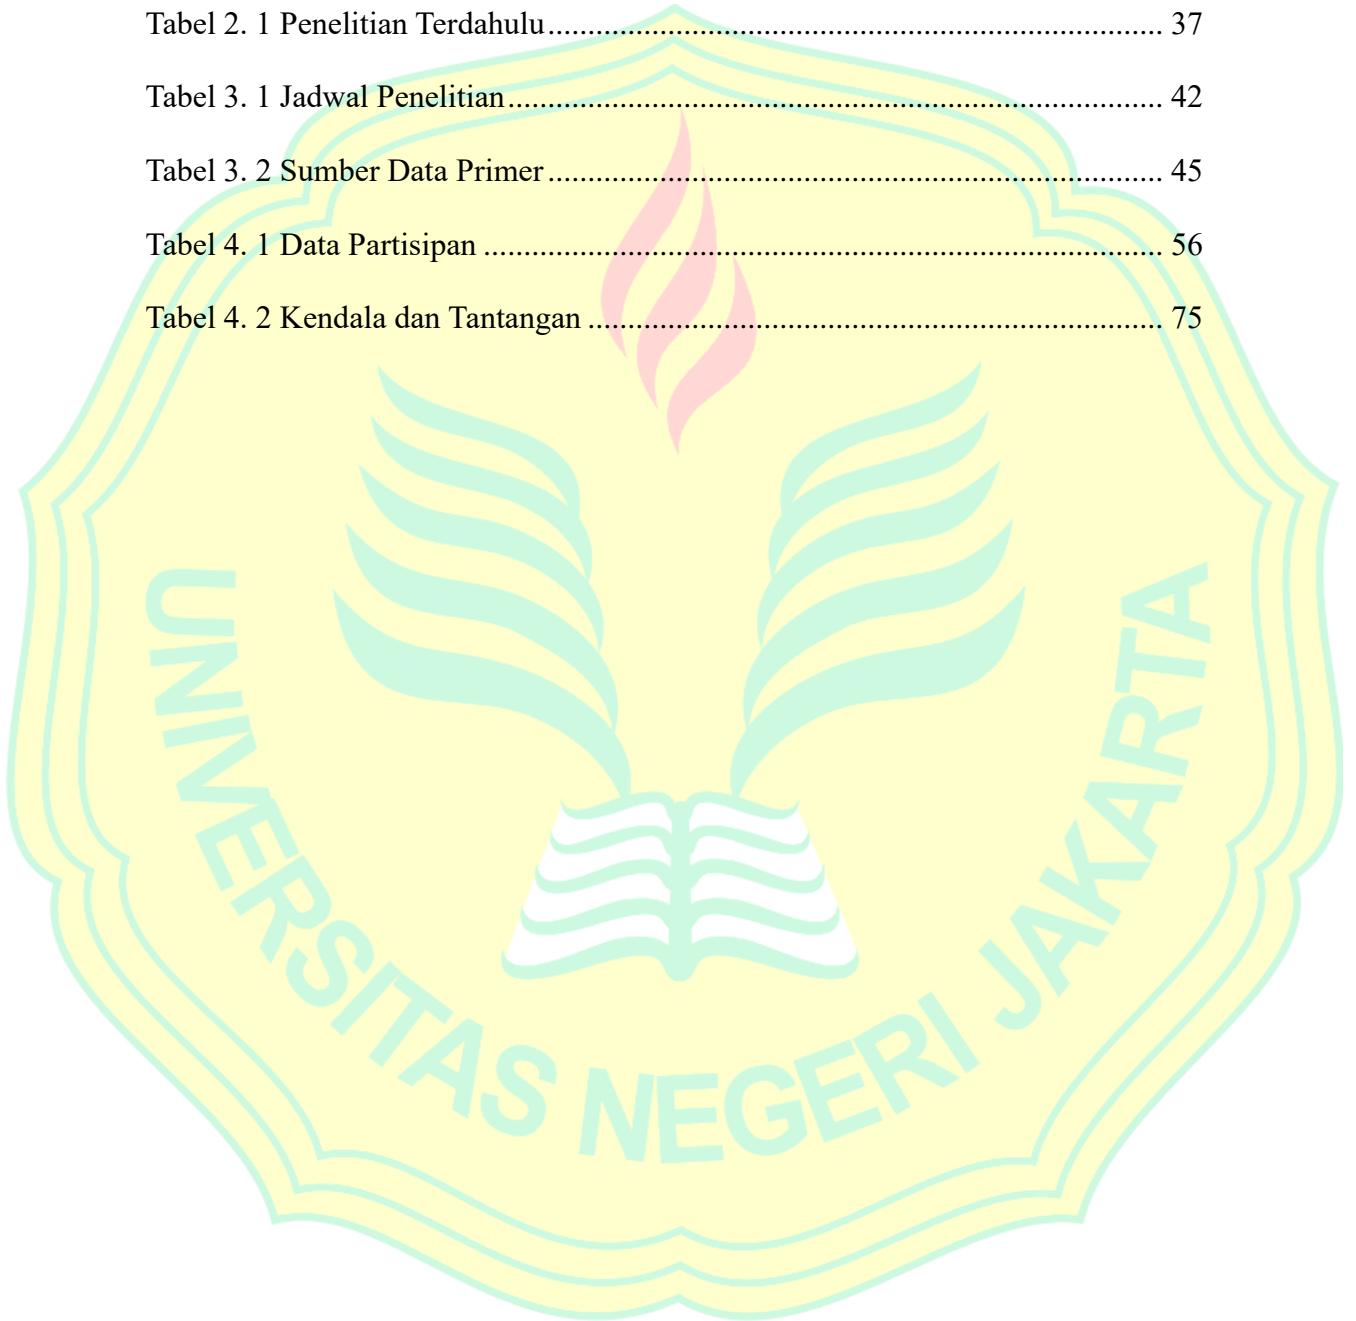 Tabel 2. 1 Penelitian Terdahulu............................................................................ 37
Tabel 3. 1 Jadwal Penelitian................................................................................. 42
Tabel 3. 2 Sumber Data Primer............................................................................ 45
Tabel 4. 1 Data Partisipan .................................................................................... 56
Tabel 4. 2 Kendala dan Tantangan ....................................................................... 75
UNIVERSITAS NEGERI JAKARTA